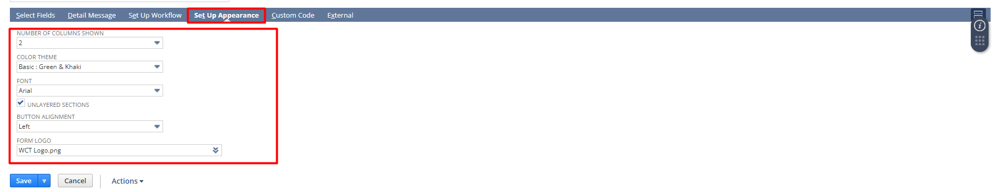 Select Fields Detail Message Set Up Workflow Set Up Appearance Custom Code External
NUMBER OF COLUMNS SHOWN
2
COLOR THEME
Basic : Green & Khaki
FONT
Arial
UNLAYERED SECTIONS
BUTTON ALIGNMENT
Left
FORM LOGO
WCT Logo.png
Save Cancel Actions